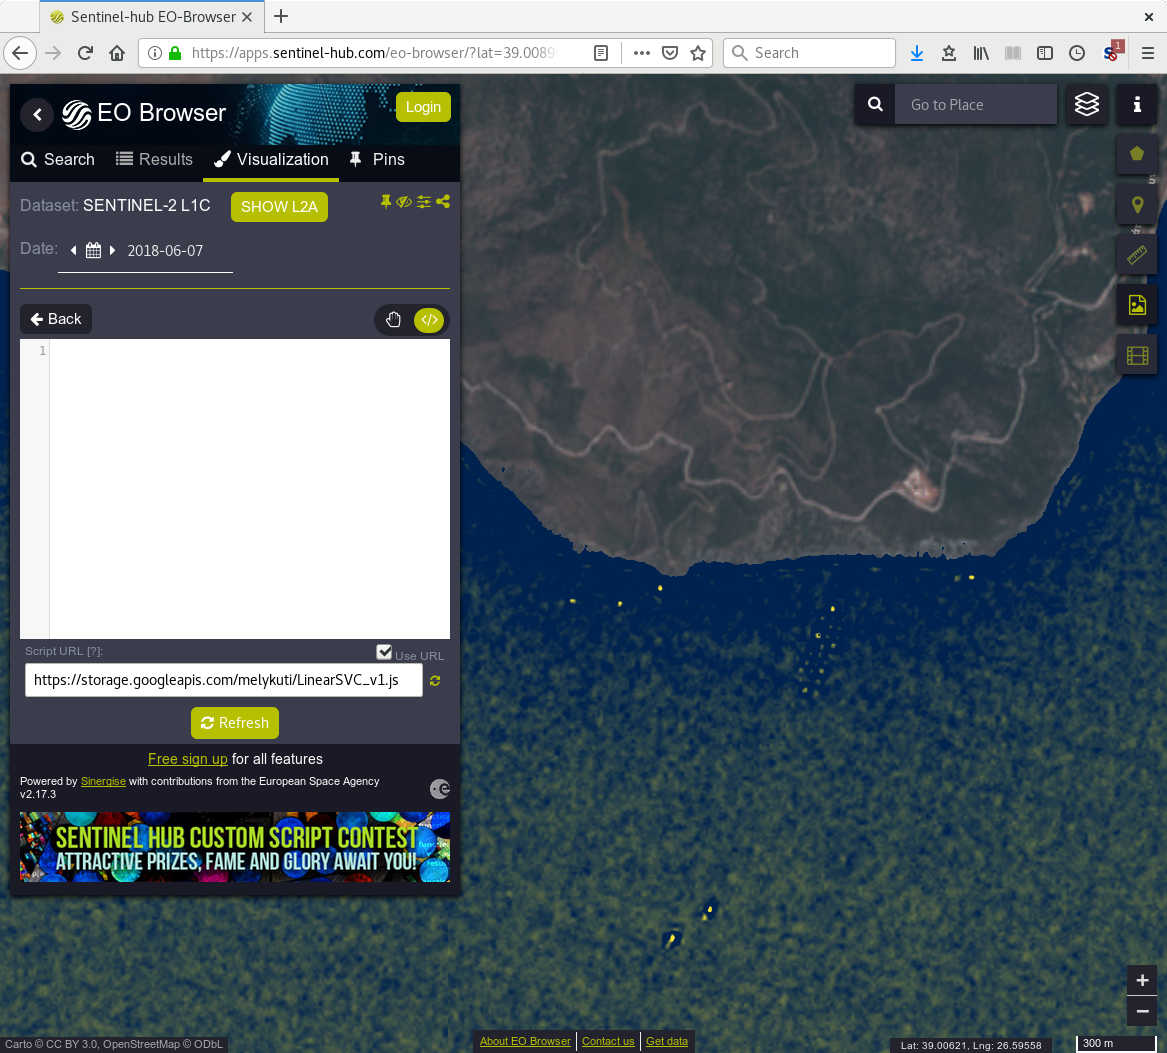 Sentinel-hub EO-Browser
https://apps.sentinel-hub.com/eo-browser/?lat=39.0089
Search
1
EO Browser
Login
Go to Place
i
Search Results Visualization Pins
Dataset: SENTINEL-2 L1C SHOW L2A
Date: 2018-06-07
Back
</>
1
Script URL [?]:
Use URL
https://storage.googleapis.com/melykuti/LinearSVC_v1.js
Refresh
Free sign up for all features
Powered by Sinergise with contributions from the European Space Agency
v2.17.3
SENTINEL HUB CUSTOM SCRIPT CONTEST
ATTRACTIVE PRIZES, FAME AND GLORY AWAIT YOU!
+
−
About EO Browser Contact us Get data
Carto © CC BY 3.0, OpenStreetMap © ODbL
Lat: 39.00621, Lng: 26.59558
300 m